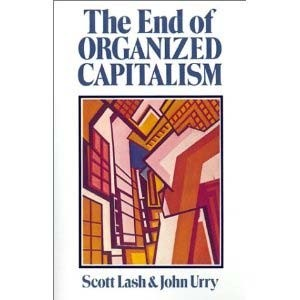 The End of
ORGANIZED
CAPITALISM
Scott Lash & John Urry